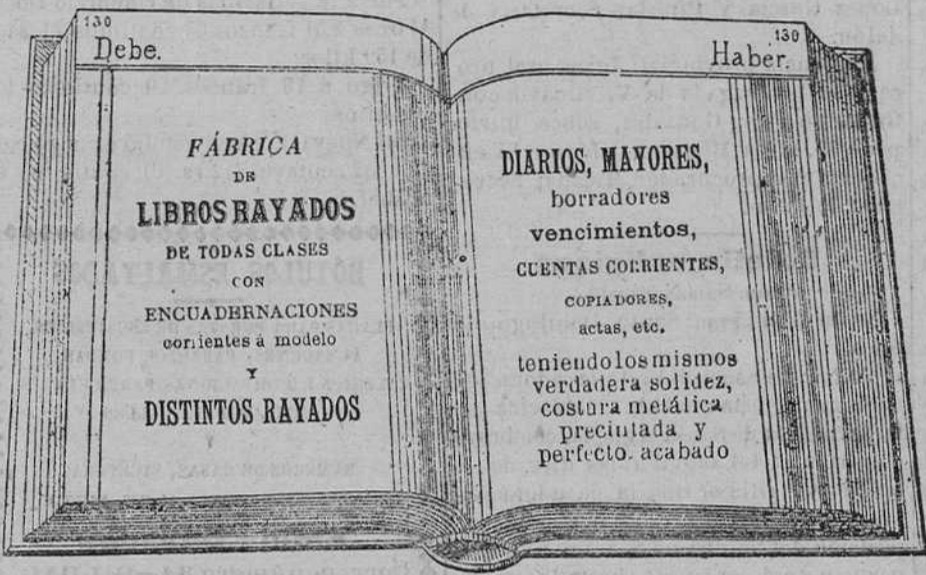 130
Debe.
FÁBRICA
DE
LIBROS RAYADOS
DE TODAS CLASES
CON
ENCUADERNACIONES
corrientes á modelo
Y
DISTINTOS RAYADOS
130
Haber.
DIARIOS, MAYORES,
borradores
vencimientos,
CUENTAS CORRIENTES,
COPIADORES,
actas, etc.
teniendo los mismos
verdadera solidez,
costura metálica
precintada y
perfecto. acabado